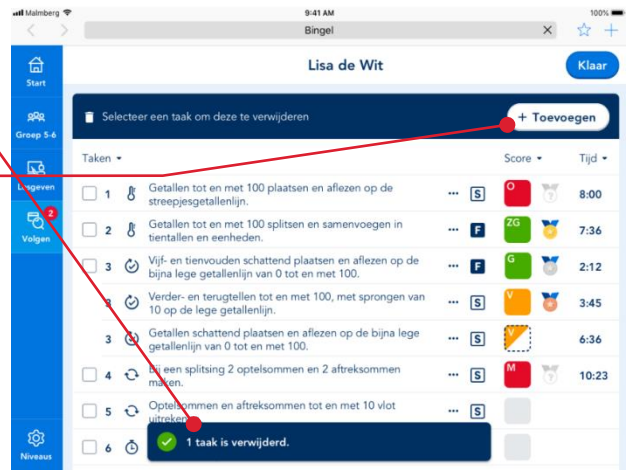 Malmberg 9:41 AM 100%
Bingel
Start
Lisa de Wit
Klaar
Groep 5-6
Selecteer een taak om deze te verwijderen
+ Toevoegen
Lesgeven
Taken Score Tijd
2
Volgen
1 Getallen tot en met 100 plaatsen en aflezen op de
streepjesgetallenlijn.
... S O ? 8:00
2 Getallen tot en met 100 splitsen en samenvoegen in
tientallen en eenheden.
... F ZG 7:36
3 Vijf- en tienvouden schattend plaatsen en aflezen op de
bijna lege getallenlijn van 0 tot en met 100.
... F G 2:12
3 Verder- en terugtellen tot en met 100, met sprongen van
10 op de lege getallenlijn.
... S V 3:45
3 Getallen schattend plaatsen en aflezen op de bijna lege
getallenlijn van 0 tot en met 100.
... S V 6:36
4 Bij een splitsing 2 optelsommen en 2 aftreksommen
maken.
... S M ? 10:23
5 Optelsommen en aftreksommen tot en met 10 vlot
uitreken
... S
6
1 taak is verwijderd.
Niveaus